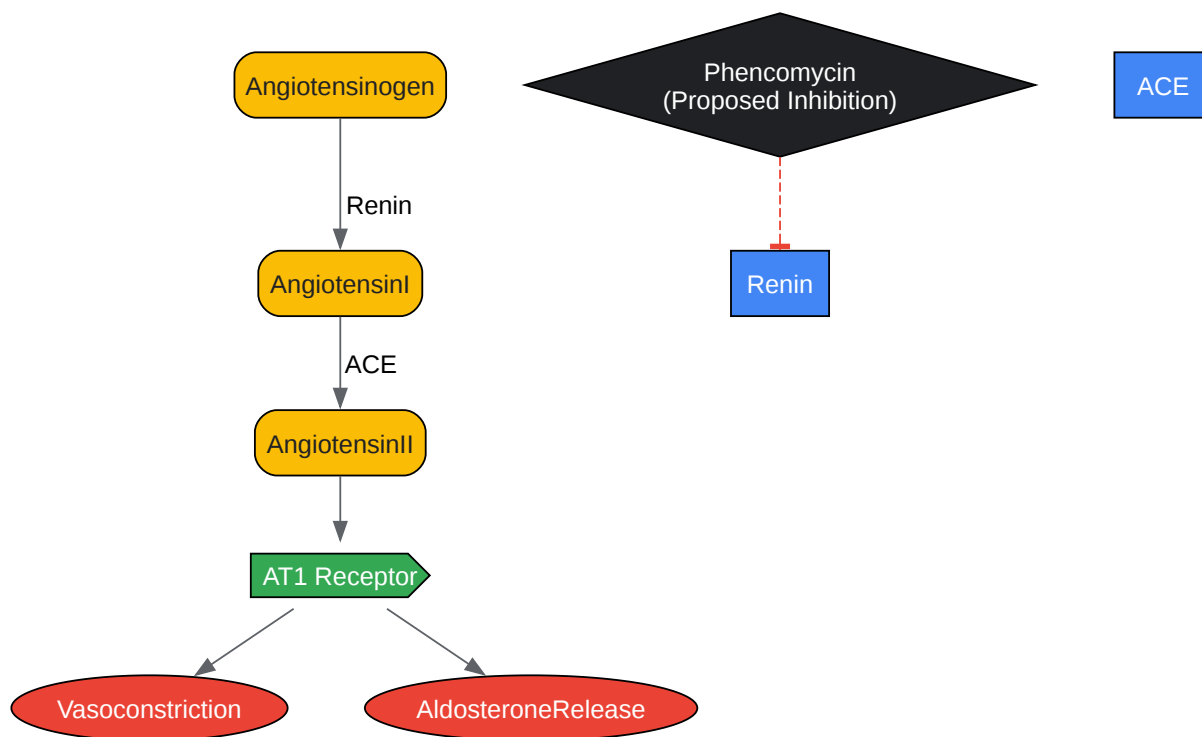 Angiotensinogen
Phencomycin
(Proposed Inhibition)
ACE
Renin
AngiotensinI
Renin
ACE
AngiotensinII
AT1 Receptor
Vasoconstriction
AldosteroneRelease